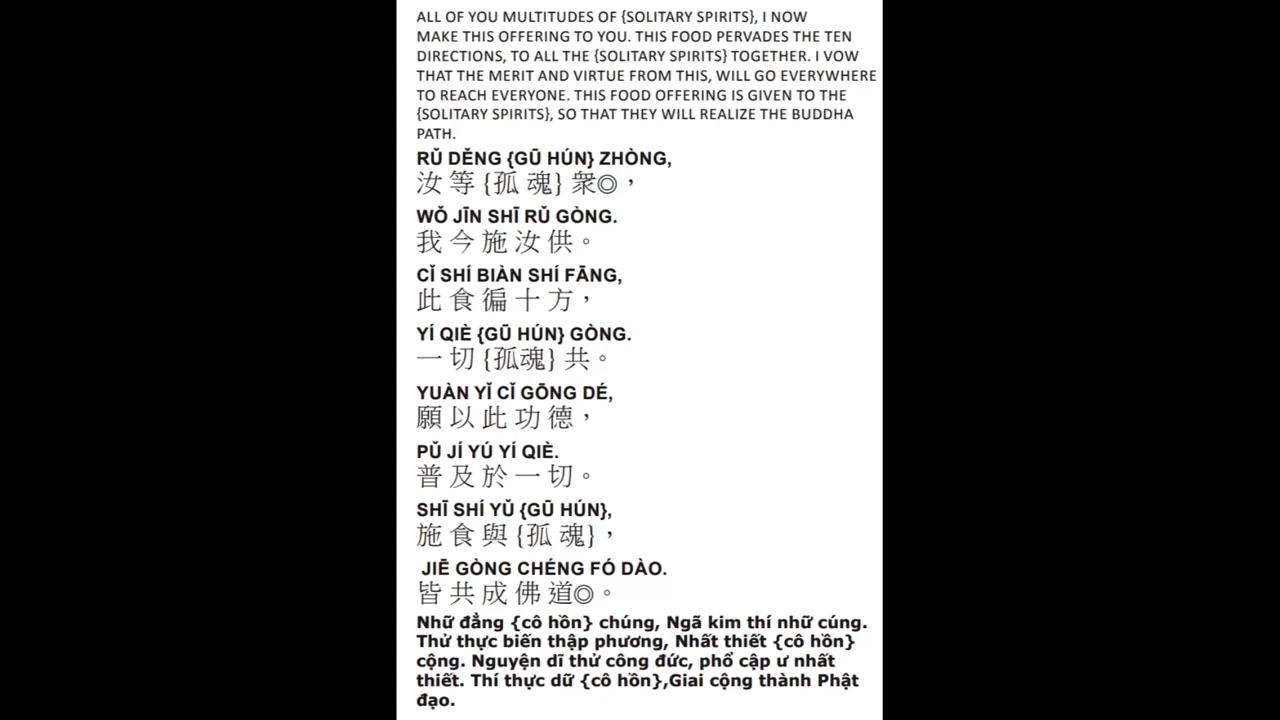 ALL OF YOU MULTITUDES OF {SOLITARY SPIRITS}, I NOW
MAKE THIS OFFERING TO YOU. THIS FOOD PERVADES THE TEN
DIRECTIONS, TO ALL THE {SOLITARY SPIRITS} TOGETHER. I VOW
THAT THE MERIT AND VIRTUE FROM THIS, WILL GO EVERYWHERE
TO REACH EVERYONE. THIS FOOD OFFERING IS GIVEN TO THE
{SOLITARY SPIRITS}, SO THAT THEY WILL REALIZE THE BUDDHA
PATH.
RǓ DĚNG {GŪ HÚN} ZHÒNG,
汝 等 {孤 魂} 衆◎，
WǑ JĪN SHĪ RǓ GÒNG.
我 今 施 汝 供。
CǏ SHÍ BIÀN SHÍ FĀNG,
此 食 徧 十 方，
YÍ QIÈ {GŪ HÚN} GÒNG.
一 切 {孤魂} 共。
YUÀN YǏ CǏ GŌNG DÉ,
願 以 此 功 德，
PǓ JÍ YÚ YÍ QIÈ.
普 及 於 一 切。
SHĪ SHÍ YǓ {GŪ HÚN},
施 食 與 {孤 魂}，
JIĒ GÒNG CHÉNG FÓ DÀO.
皆 共 成 佛 道◎。
Nhữ đẳng {cô hồn} chúng, Ngã kim thí nhữ cúng.
Thử thực biến thập phương, Nhất thiết {cô hồn}
cộng. Nguyện dĩ thử công đức, phổ cập ư nhất
thiết. Thí thực dữ {cô hồn},Giai cộng thành Phật
đạo.